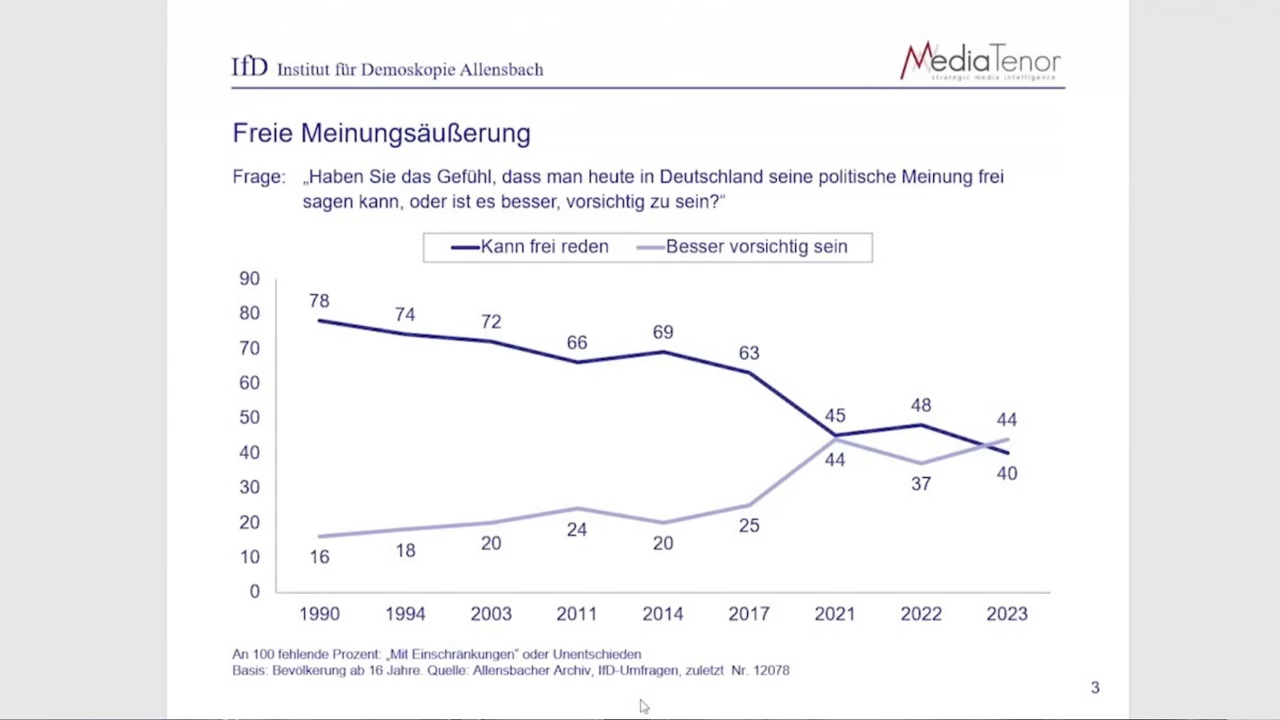 IfD Institut für Demoskopie Allensbach
MediaTenor
strategic media intelligence
Freie Meinungsäußerung
Frage: „Haben Sie das Gefühl, dass man heute in Deutschland seine politische Meinung frei
sagen kann, oder ist es besser, vorsichtig zu sein?“
Kann frei reden Besser vorsichtig sein
90
80
70
60
50
40
30
20
10
0
78 74 72 66 69 63 45 48 44
16 18 20 24 20 25 44 37 40
1990 1994 2003 2011 2014 2017 2021 2022 2023
An 100 fehlende Prozent: „Mit Einschränkungen“ oder Unentschieden
Basis: Bevölkerung ab 16 Jahre. Quelle: Allensbacher Archiv, IfD-Umfragen, zuletzt Nr. 12078
3